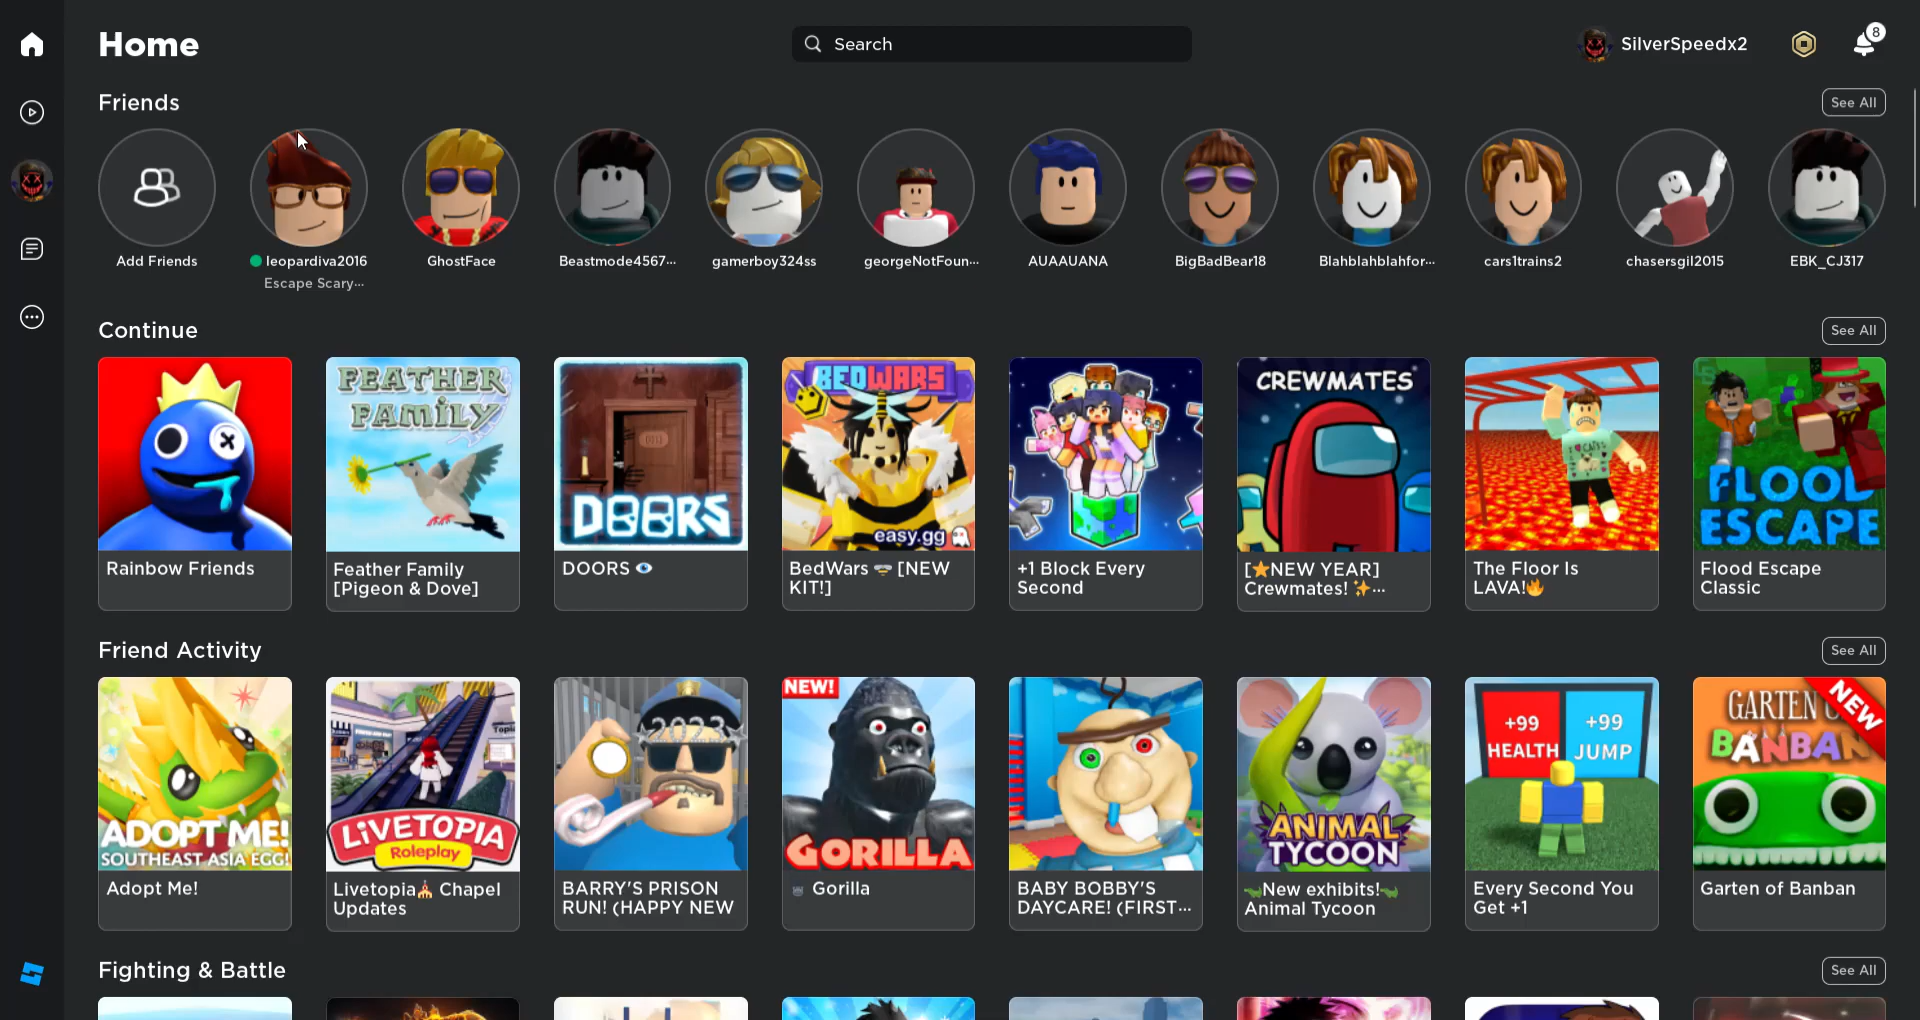 Home
Search
SilverSpeedx2
8
Friends
See All
Add Friends
leopardiva2016
Escape Scary...
GhostFace
Beastmode4567...
gamerboy324ss
georgeNotFoun...
AUAAUANA
BigBadBear18
Blahblahblahfor...
cars1trains2
chasersgil2015
EBK_CJ317
Continue
See All
FEATHER
FAMILY
DOORS
BEDWARS
easy.gg
CREWMATES
I
CATS
FLOOD
ESCAPE
Rainbow Friends
Feather Family
[Pigeon & Dove]
DOORS 👁️
BedWars 🐝 [NEW
KIT!]
+1 Block Every
Second
[⭐NEW YEAR]
Crewmates! ✨...
The Floor Is
LAVA!🔥
Flood Escape
Classic
Friend Activity
See All
ADOPT ME!
SOUTHEAST ASIA EGG!
LIVETOPIA
Roleplay
2023
NEW!
GORILLA
ANIMAL
TYCOON
+99
HEALTH
+99
JUMP
GARTEN O
BANBAN
NEW
Adopt Me!
Livetopia⛪ Chapel
Updates
BARRY'S PRISON
RUN! (HAPPY NEW
🦍 Gorilla
BABY BOBBY'S
DAYCARE! (FIRST...
🦎New exhibits!🦎
Animal Tycoon
Every Second You
Get +1
Garten of Banban
Fighting & Battle
See All